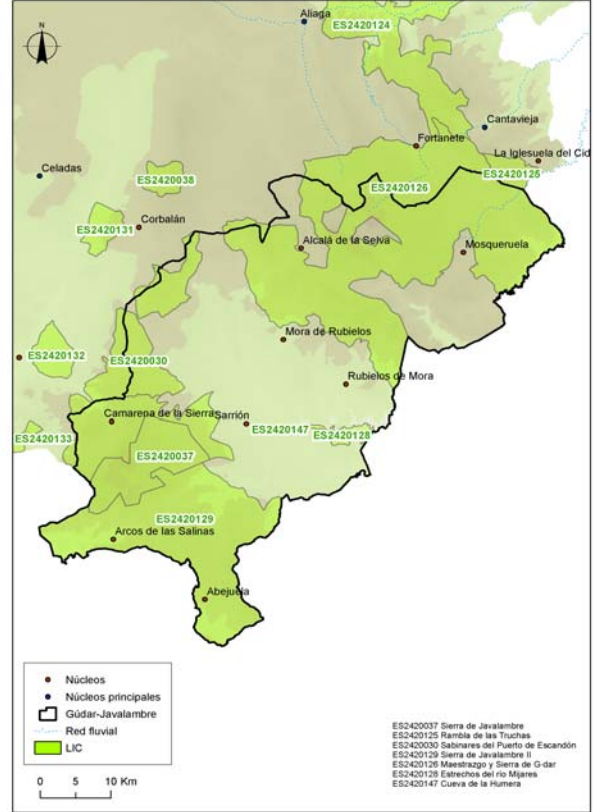 N
Aliaga
ES2420124
Cantavieja
Fortanete
La Iglesuela del Cid
Celadas
ES2420038
ES2420125
ES2420126
Corbalán
ES2420131
Alcalá de la Selva
Mosqueruela
Mora de Rubielos
ES2420132
ES2420030
Rubielos de Mora
Camarena de la Sierra
Sarrión
ES2420147
ES2420128
ES2420133
ES2420037
ES2420129
Arcos de las Salinas
Abejuela
Núcleos
Núcleos principales
Gúdar-Javalambre
Red fluvial
LIC
0 5 10 Km
ES2420037 Sierra de Javalambre
ES2420125 Rambla de las Truchas
ES2420030 Sabinares del Puerto de Escandón
ES2420129 Sierra de Javalambre II
ES2420126 Maestrazgo y Sierra de G-dar
ES2420128 Estrechos del río Mijares
ES2420147 Cueva de la Humera